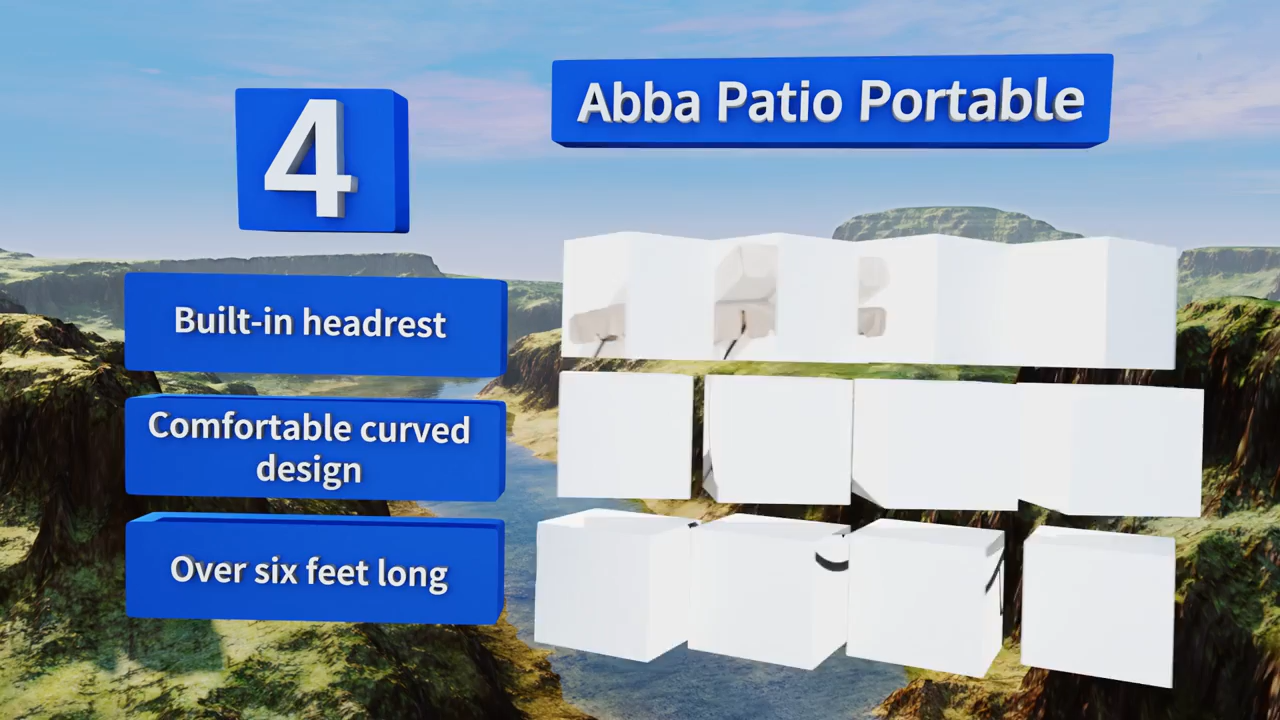 4
Abba Patio Portable
Built-in headrest
Comfortable curved
design
Over six feet long